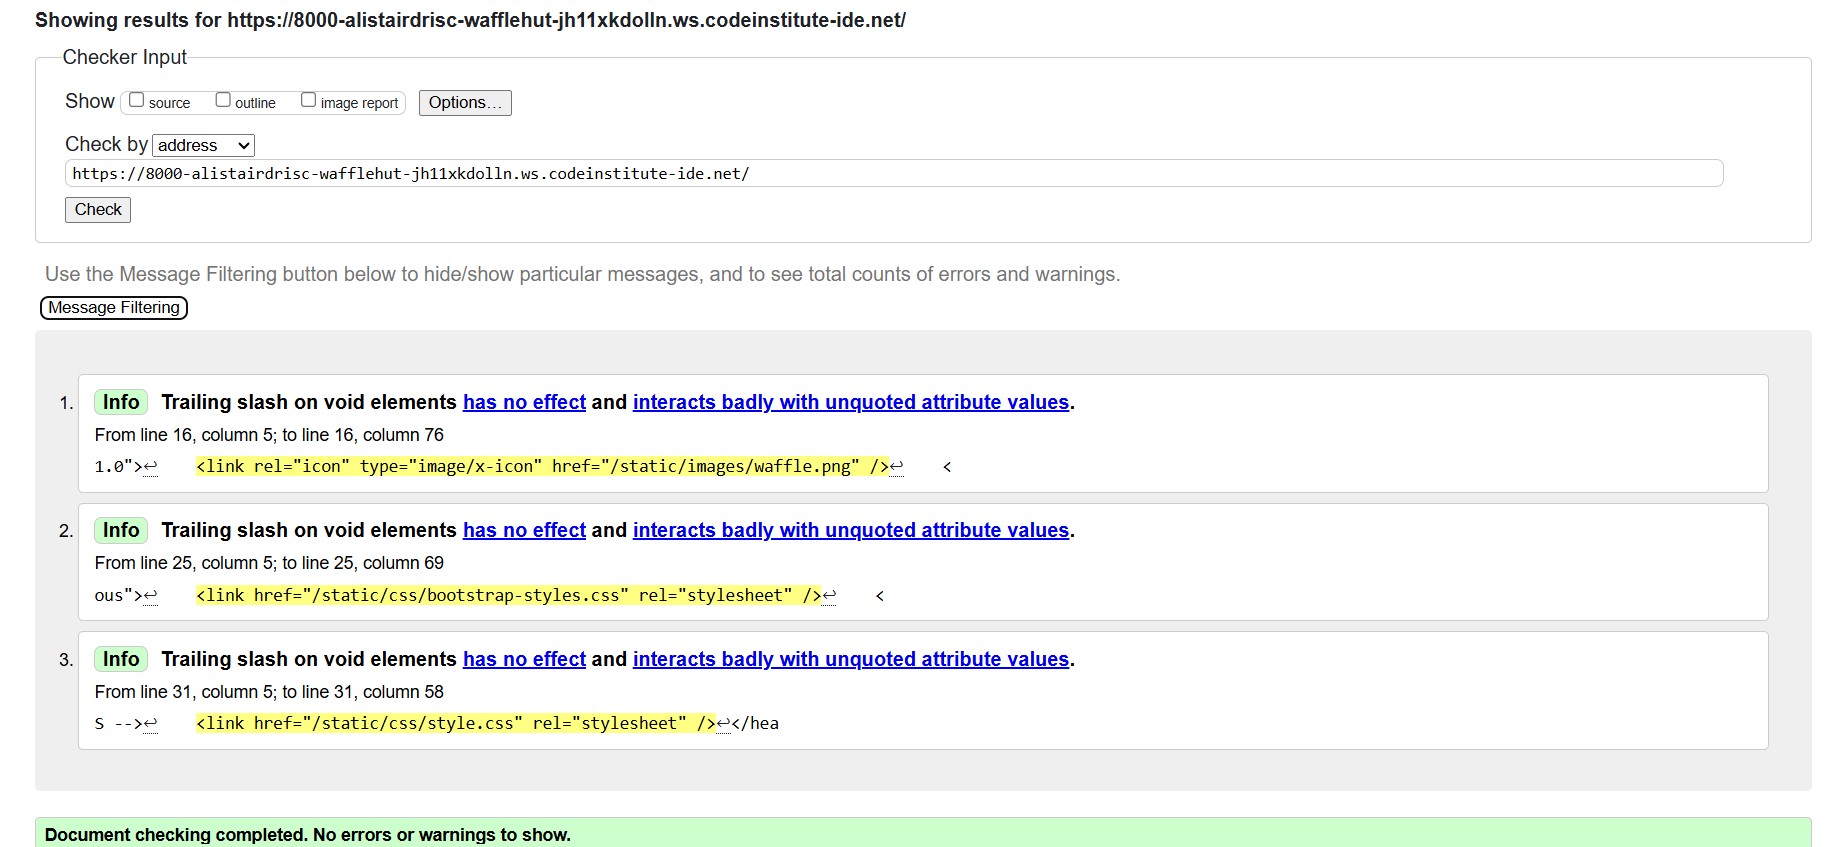 Showing results for https://8000-alistairdrisc-wafflehut-jh11xkdolln.ws.codeinstitute-ide.net/
Checker Input
Show source outline image report Options...
Check by address
https://8000-alistairdrisc-wafflehut-jh11xkdolln.ws.codeinstitute-ide.net/
Check
Use the Message Filtering button below to hide/show particular messages, and to see total counts of errors and warnings.
Message Filtering
1. Info Trailing slash on void elements has no effect and interacts badly with unquoted attribute values.
From line 16, column 5; to line 16, column 76
1.0">↩ <link rel="icon" type="image/x-icon" href="/static/images/waffle.png" />↩ <
2. Info Trailing slash on void elements has no effect and interacts badly with unquoted attribute values.
From line 25, column 5; to line 25, column 69
ous">↩ <link href="/static/css/bootstrap-styles.css" rel="stylesheet" />↩ <
3. Info Trailing slash on void elements has no effect and interacts badly with unquoted attribute values.
From line 31, column 5; to line 31, column 58
S -->↩ <link href="/static/css/style.css" rel="stylesheet" />↩</hea
Document checking completed. No errors or warnings to show.